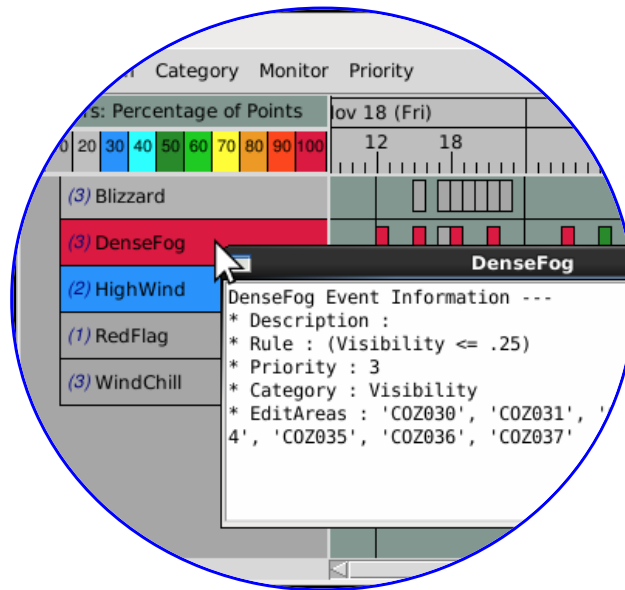 Category Monitor Priority
rs: Percentage of Points
Nov 18 (Fri)
0 20 30 40 50 60 70 80 90 100
12 18
(3) Blizzard
(3) DenseFog
DenseFog
(2) HighWind
DenseFog Event Information ---
* Description :
* Rule : (Visibility <= .25)
(1) RedFlag
* Priority : 3
* Category : Visibility
(3) WindChill
* EditAreas : 'COZ030', 'COZ031', '
4', 'COZ035', 'COZ036', 'COZ037'